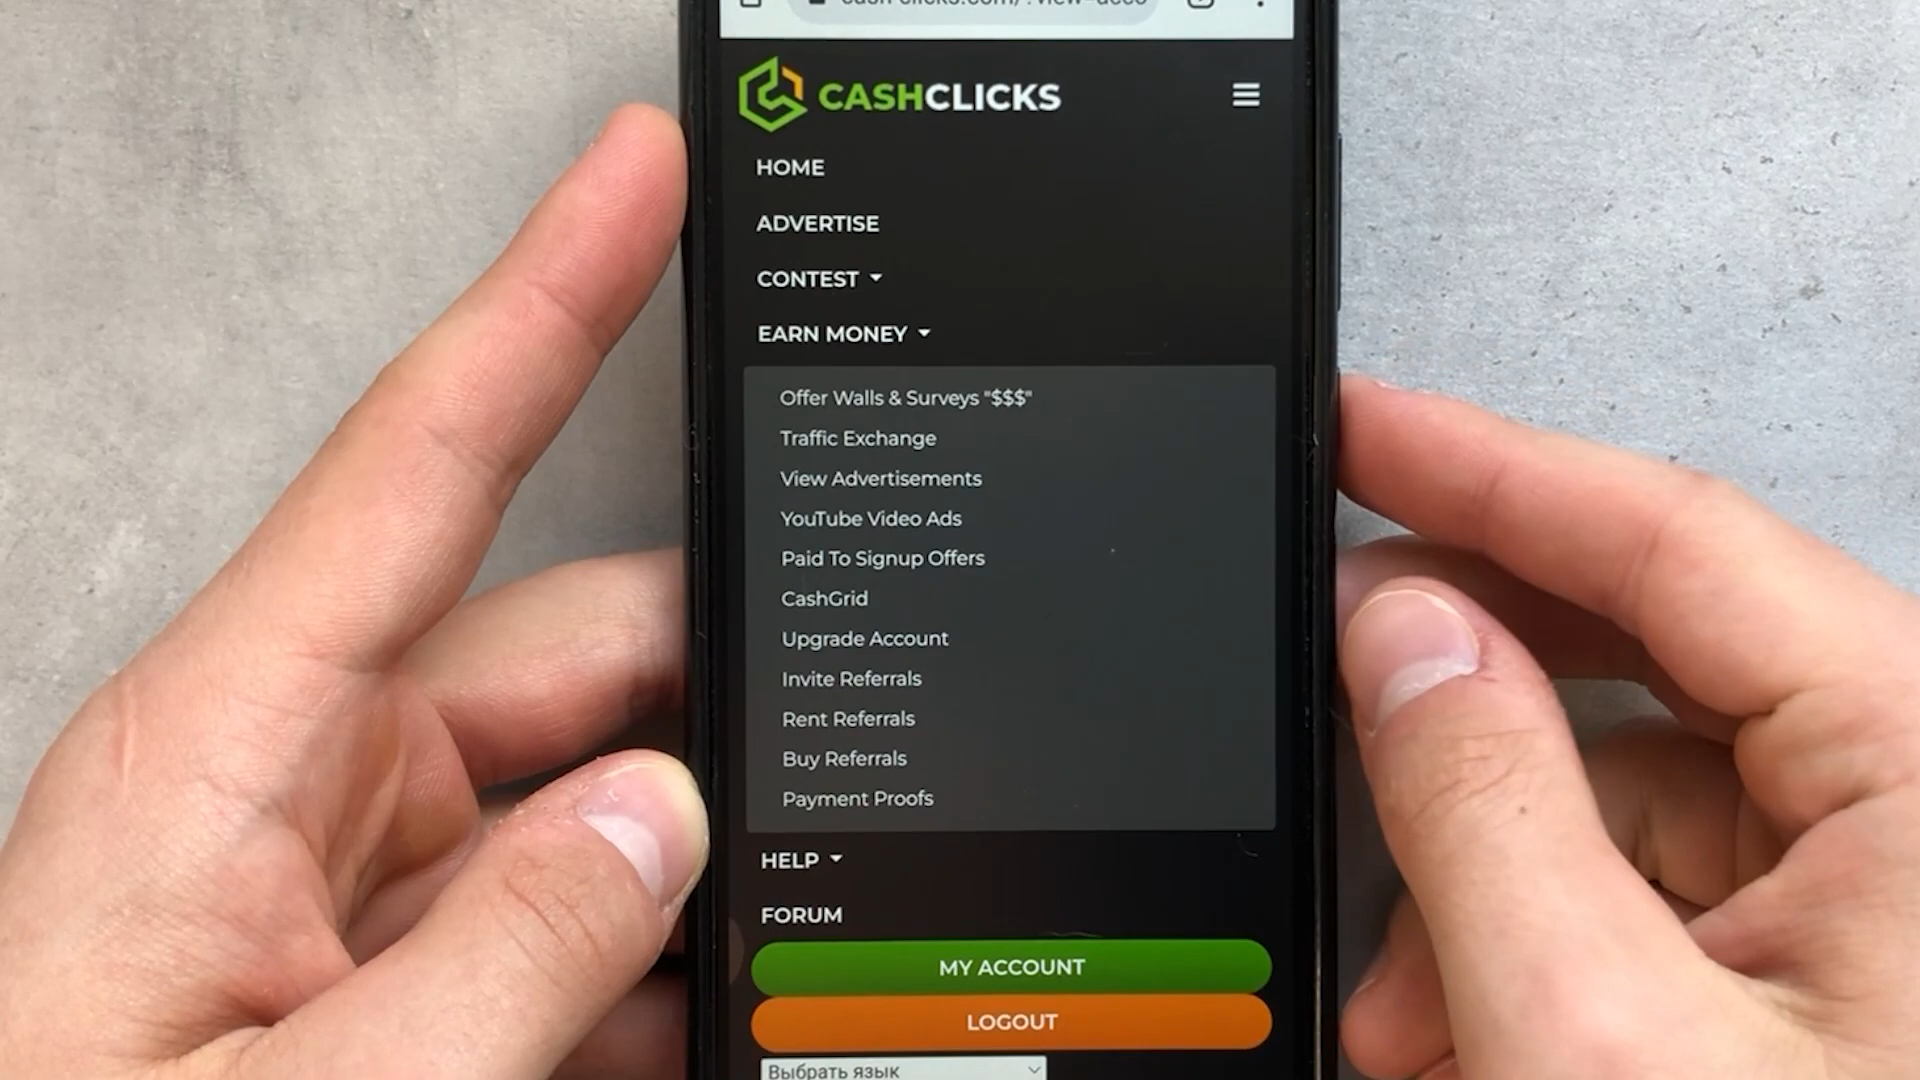 CASHCLICKS
HOME
ADVERTISE
CONTEST
EARN MONEY
Offer Walls & Surveys "$$$"
Traffic Exchange
View Advertisements
YouTube Video Ads
Paid To Signup Offers
CashGrid
Upgrade Account
Invite Referrals
Rent Referrals
Buy Referrals
Payment Proofs
HELP
FORUM
MY ACCOUNT
LOGOUT
Выбрать язык